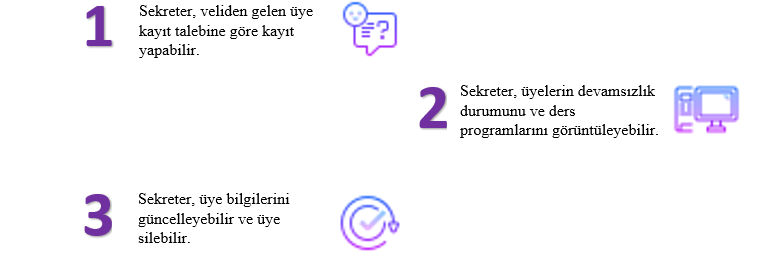 1
Sekreter, veliden gelen üye
kayıt talebine göre kayıt
yapabilir.
2
Sekreter, üyelerin devamsızlık
durumunu ve ders
programlarını görüntüleyebilir.
3
Sekreter, üye bilgilerini
güncelleyebilir ve üye
silebilir.